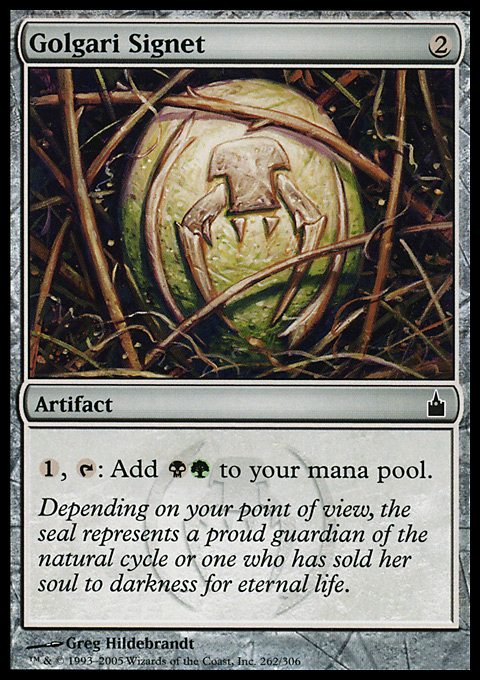 Golgari Signet 2
Artifact
1, : Add to your mana pool.
Depending on your point of view, the
seal represents a proud guardian of the
natural cycle or one who has sold her
soul to darkness for eternal life.
Greg Hildebrandt
™ & © 1993–2005 Wizards of the Coast, Inc. 262/306